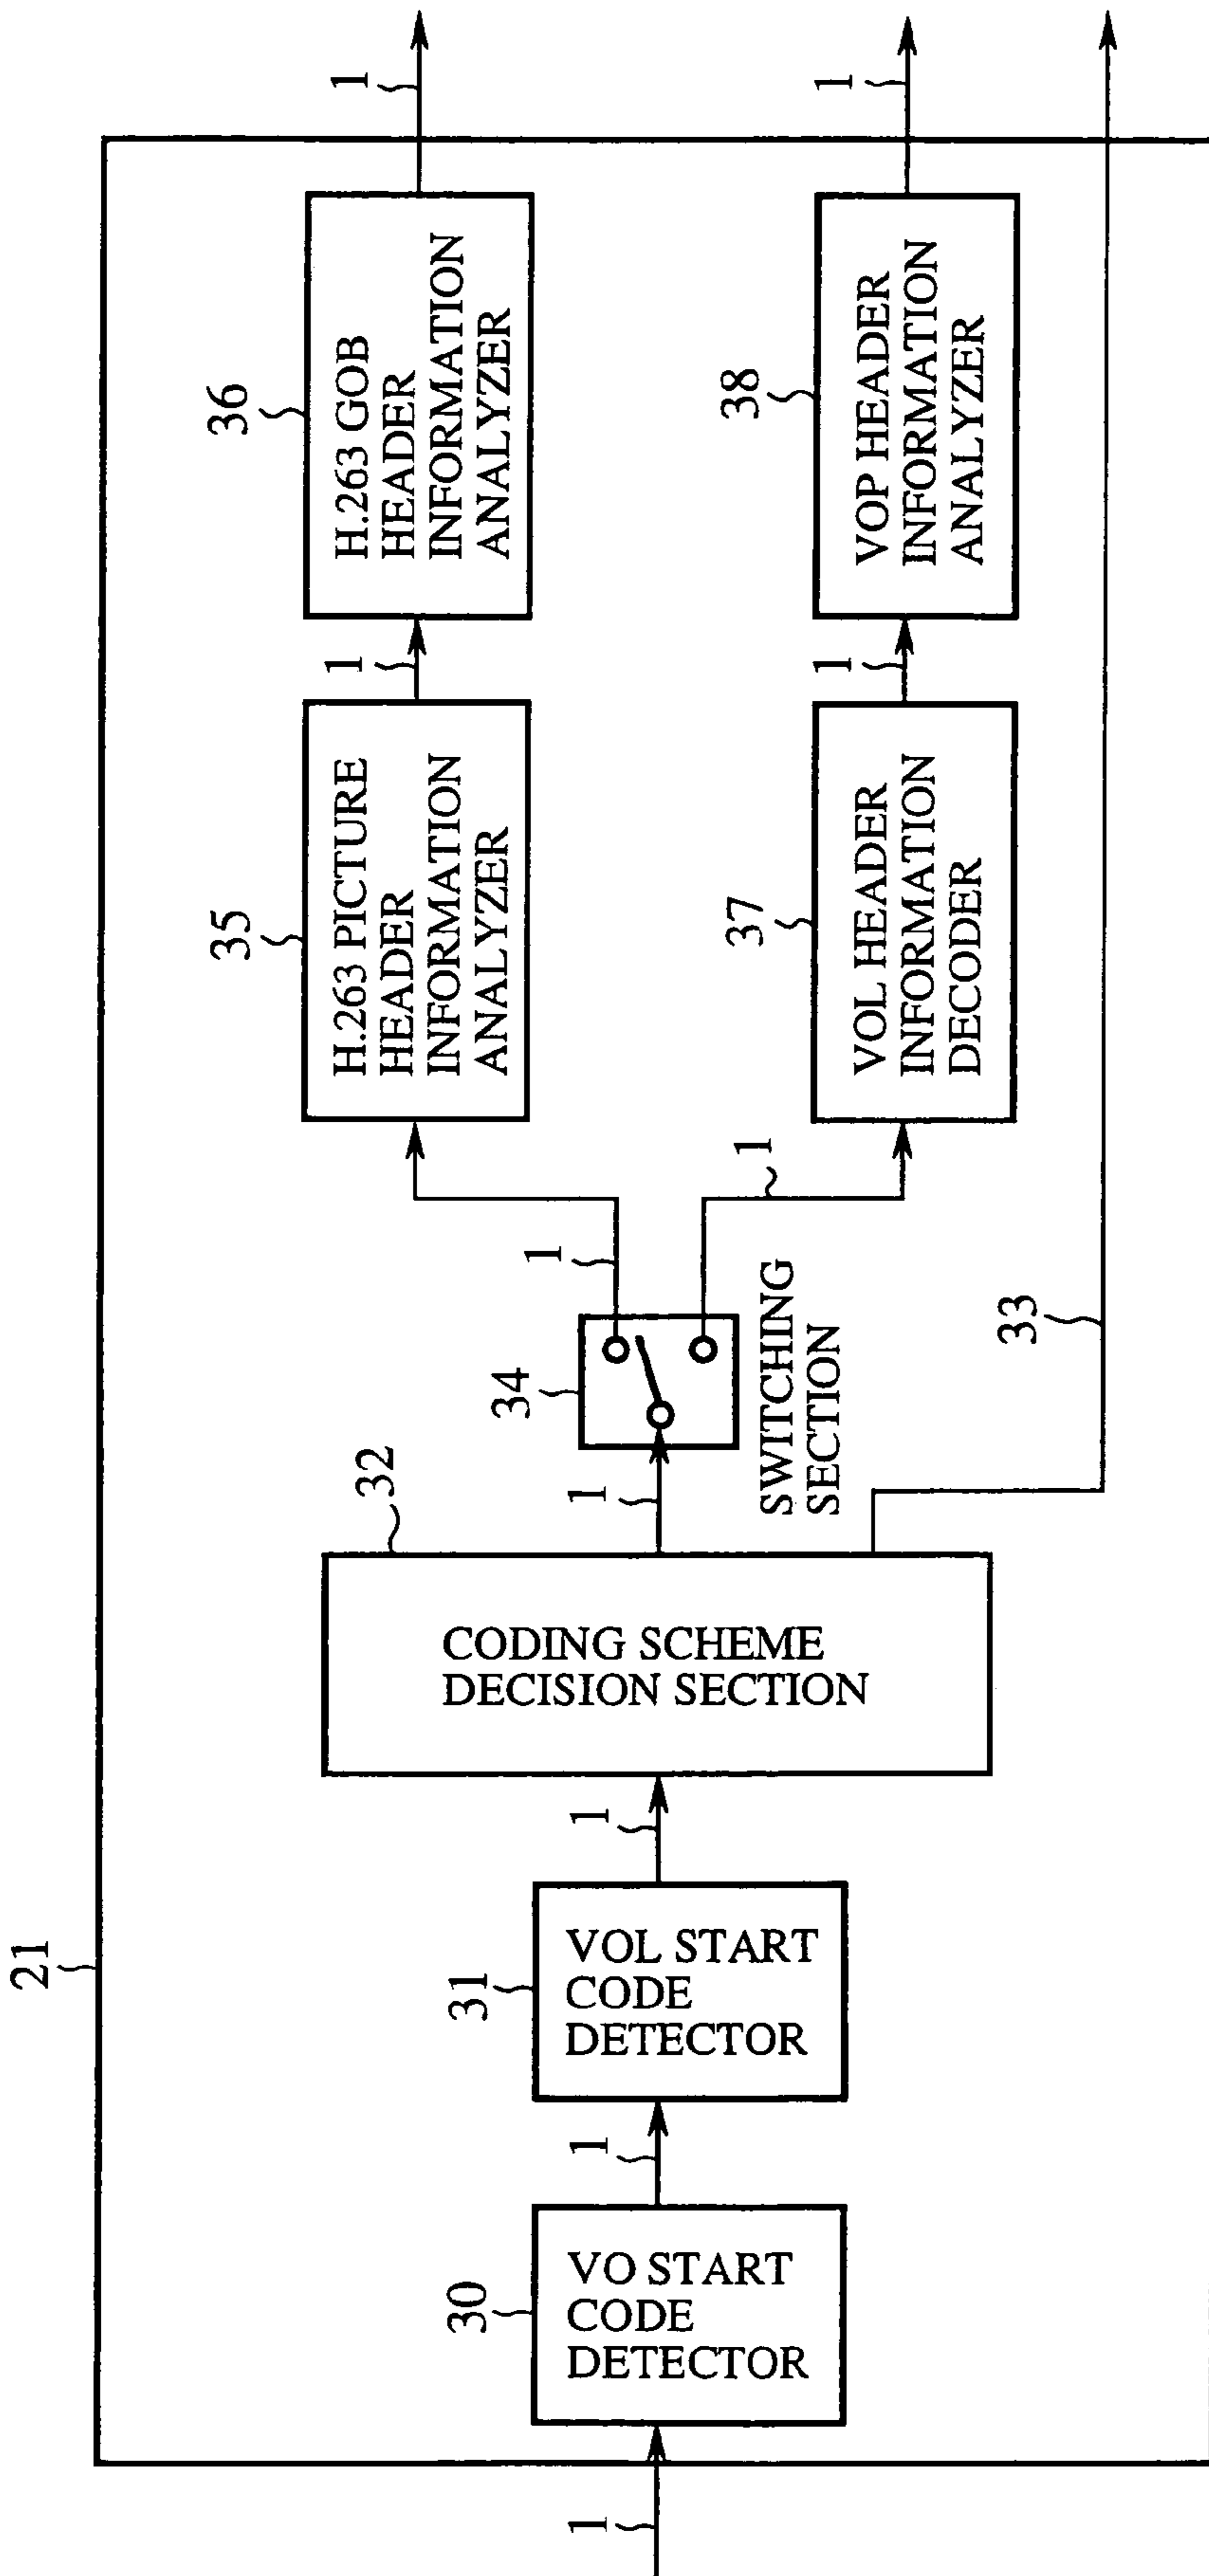 21
1
30
VO START
CODE
DETECTOR
1
31
VOL START
CODE
DETECTOR
1
32
CODING SCHEME
DECISION SECTION
1
34
SWITCHING
SECTION
33
1
35
H.263 PICTURE
HEADER
INFORMATION
ANALYZER
1
36
H.263 GOB
HEADER
INFORMATION
ANALYZER
1
1
37
VOL HEADER
INFORMATION
DECODER
1
38
VOP HEADER
INFORMATION
ANALYZER
1